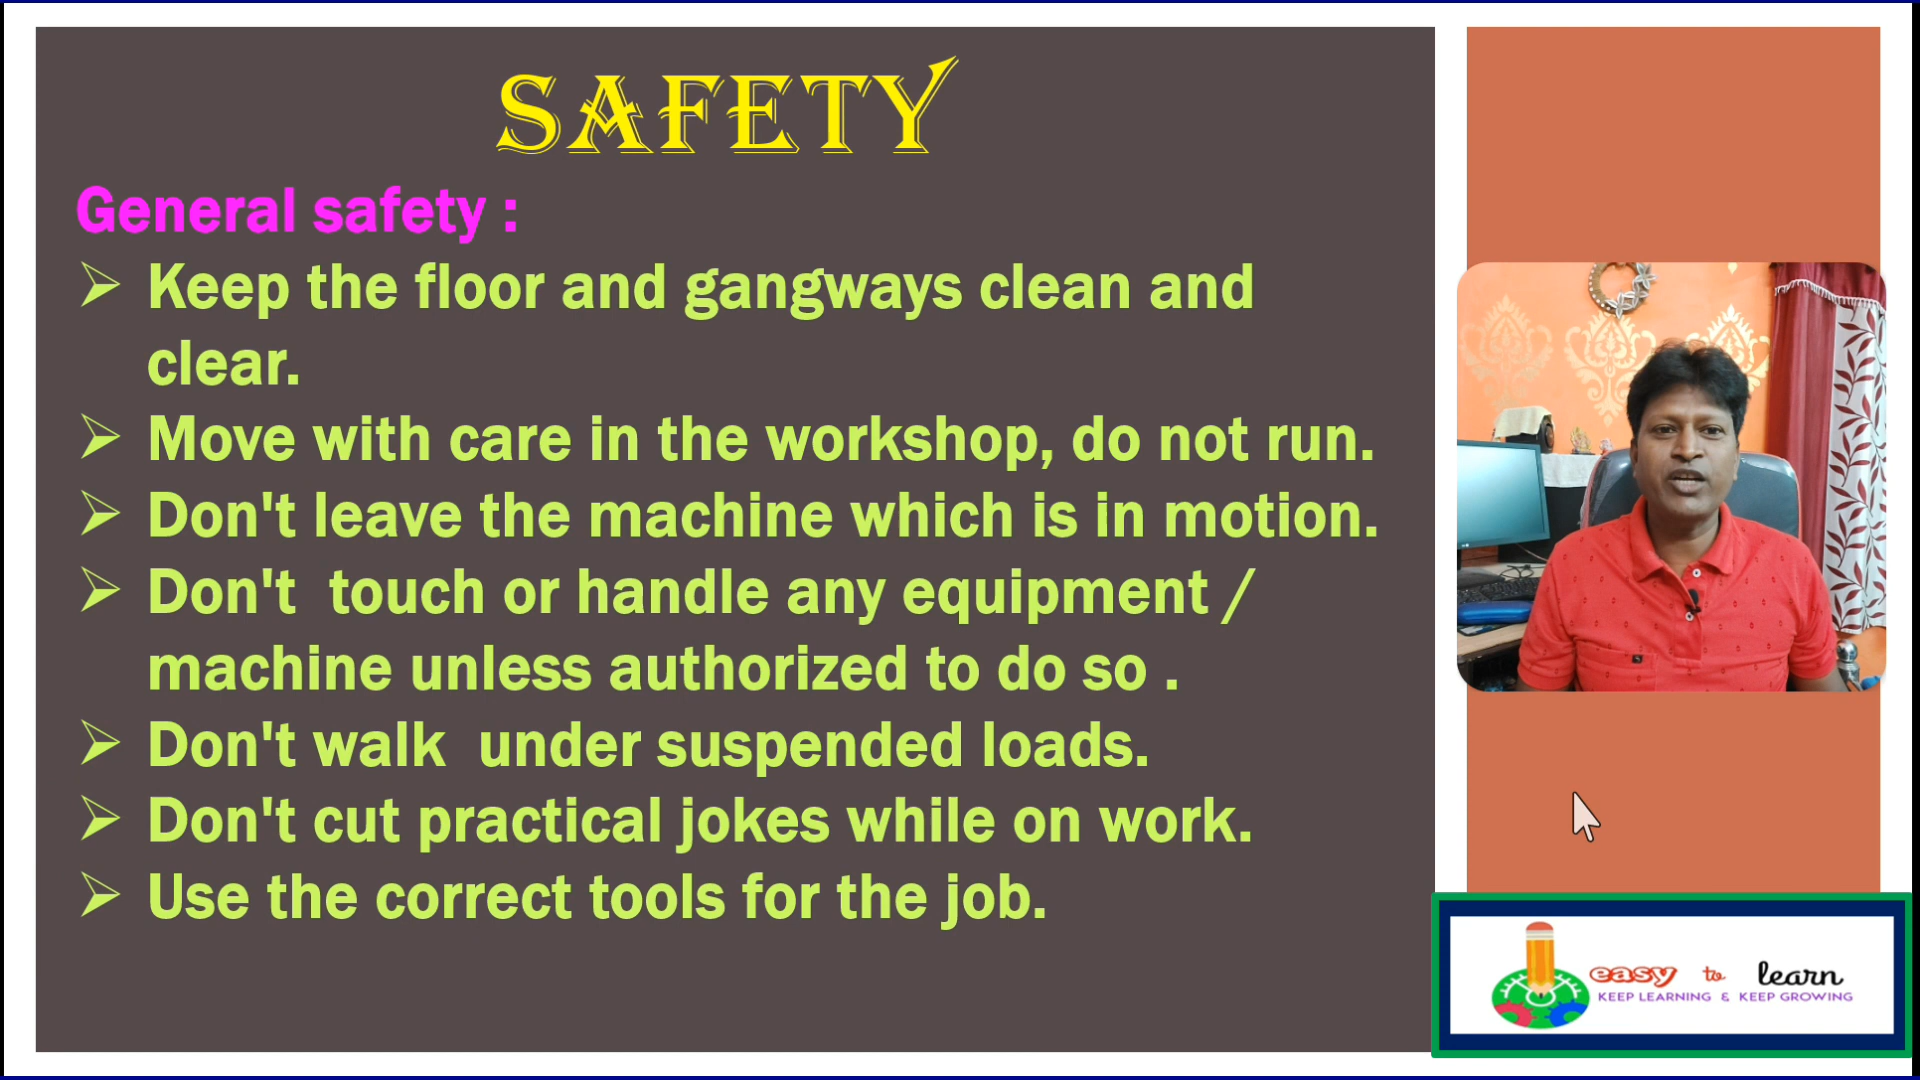 SAFETY
General safety :
➢ Keep the floor and gangways clean and
clear.
➢ Move with care in the workshop, do not run.
➢ Don't leave the machine which is in motion.
➢ Don't touch or handle any equipment /
machine unless authorized to do so .
➢ Don't walk under suspended loads.
➢ Don't cut practical jokes while on work.
➢ Use the correct tools for the job.
easy to learn
KEEP LEARNING & KEEP GROWING